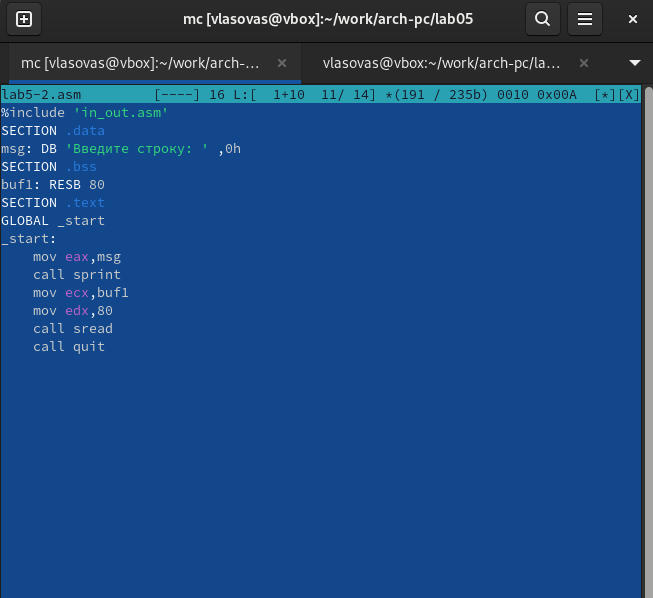 mc [vlasovas@vbox]:~/work/arch-pc/lab05
mc [vlasovas@vbox]:~/work/arch-… vlasovas@vbox:~/work/arch-pc/la…
lab5-2.asm [----] 16 L:[ 1+10 11/ 14] *(191 / 235b) 0010 0x00A [*][X]
%include 'in_out.asm'
SECTION .data
msg: DB 'Введите строку: ' ,0h
SECTION .bss
buf1: RESB 80
SECTION .text
GLOBAL _start
_start:
mov eax,msg
call sprint
mov ecx,buf1
mov edx,80
call sread
call quit